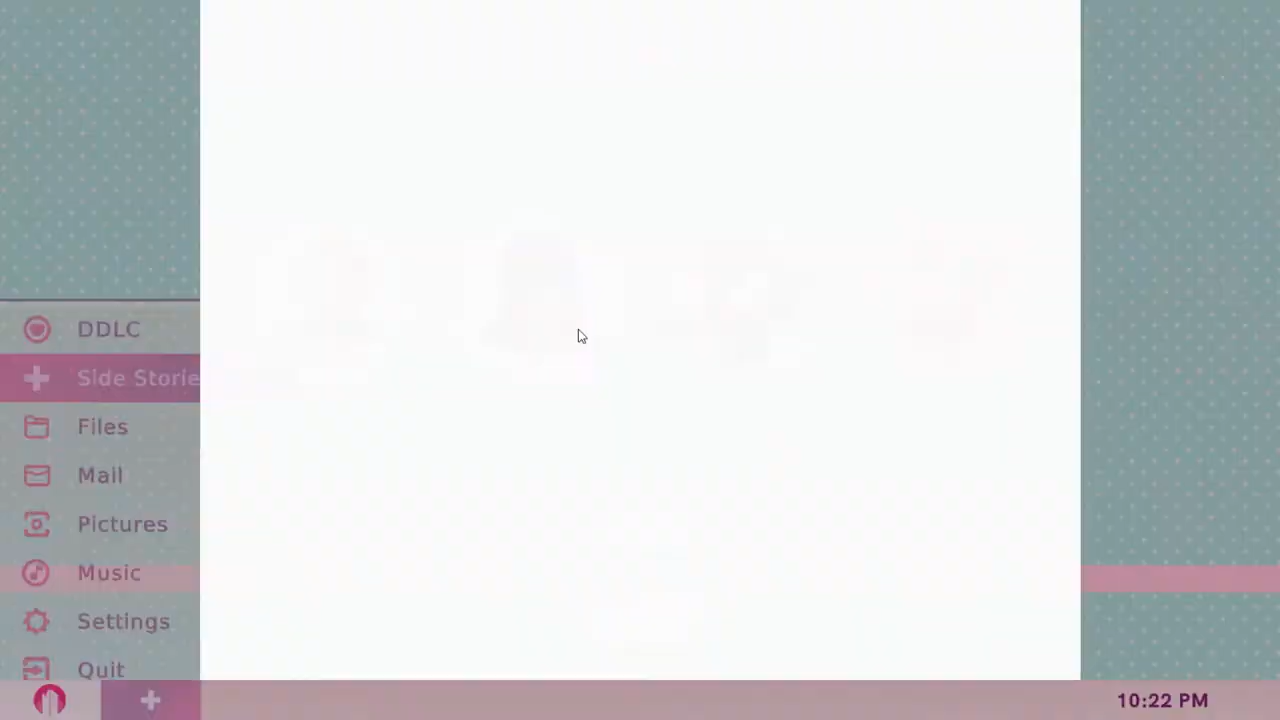 DDLC
Side Storie
Files
Mail
Pictures
Music
Settings
Quit
10:22 PM